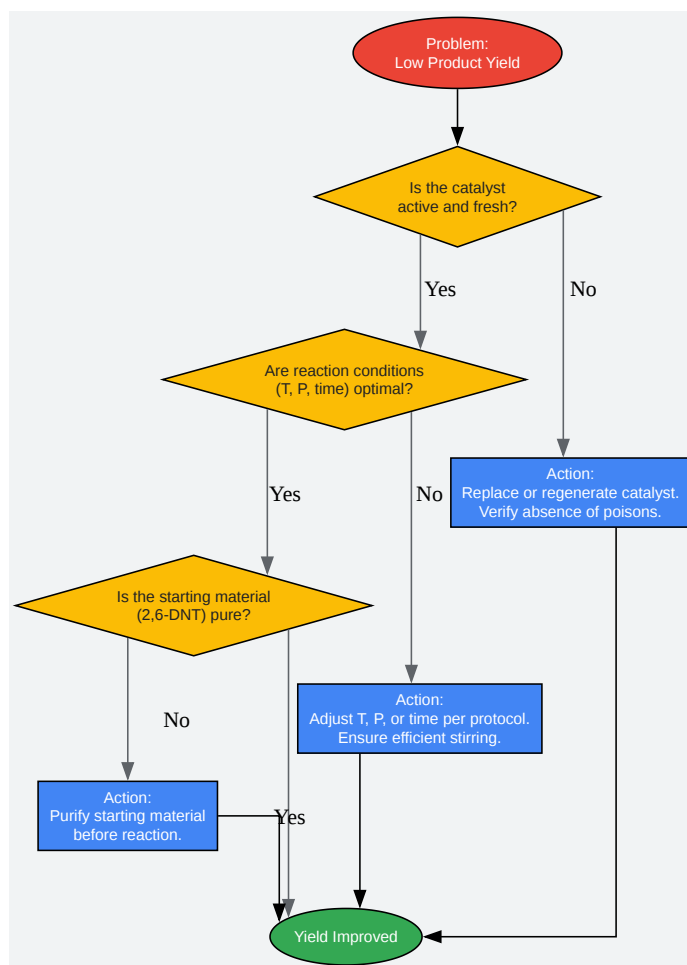 Problem:
Low Product Yield
Is the catalyst
active and fresh?
Yes
No
Are reaction conditions
(T, P, time) optimal?
Action:
Replace or regenerate catalyst.
Verify absence of poisons.
Yes
No
Is the starting material
(2,6-DNT) pure?
Action:
Adjust T, P, or time per protocol.
Ensure efficient stirring.
No
Yes
Action:
Purify starting material
before reaction.
Yield Improved